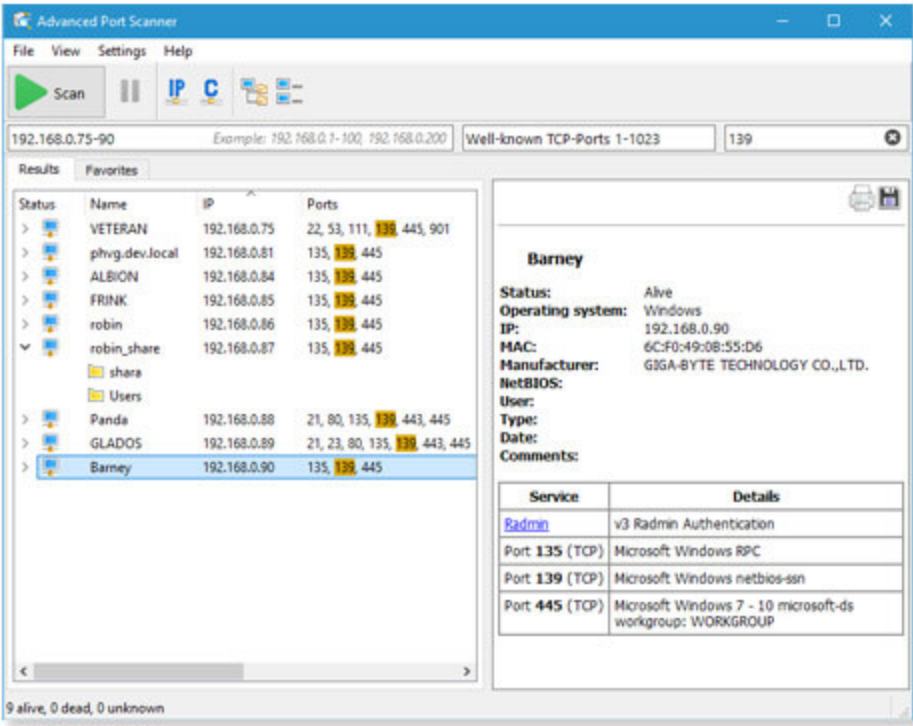 Advanced Port Scanner
File View Settings Help
Scan IP C
192.168.0.75-90 Example: 192.168.0.1-100, 192.168.0.200 Well-known TCP-Ports 1-1023 139
Results Favorites
Status Name IP Ports
VETERAN 192.168.0.75 22, 53, 111, 139, 445, 901
phvg.dev.local 192.168.0.81 135, 139, 445
ALBION 192.168.0.84 135, 139, 445
FRINK 192.168.0.85 135, 139, 445
robin 192.168.0.86 135, 139, 445
robin_share 192.168.0.87 135, 139, 445
shara
Users
Panda 192.168.0.88 21, 80, 135, 139, 443, 445
GLADOS 192.168.0.89 21, 23, 80, 135, 139, 443, 445
Barney 192.168.0.90 135, 139, 445
Barney
Status: Alive
Operating system: Windows
IP: 192.168.0.90
MAC: 6C:F0:49:0B:55:D6
Manufacturer: GIGA-BYTE TECHNOLOGY CO.,LTD.
NetBIOS:
User:
Type:
Date:
Comments:
Service Details
Radmin v3 Radmin Authentication
Port 135 (TCP) Microsoft Windows RPC
Port 139 (TCP) Microsoft Windows netbios-ssn
Port 445 (TCP) Microsoft Windows 7 - 10 microsoft-ds
workgroup: WORKGROUP
9 alive, 0 dead, 0 unknown